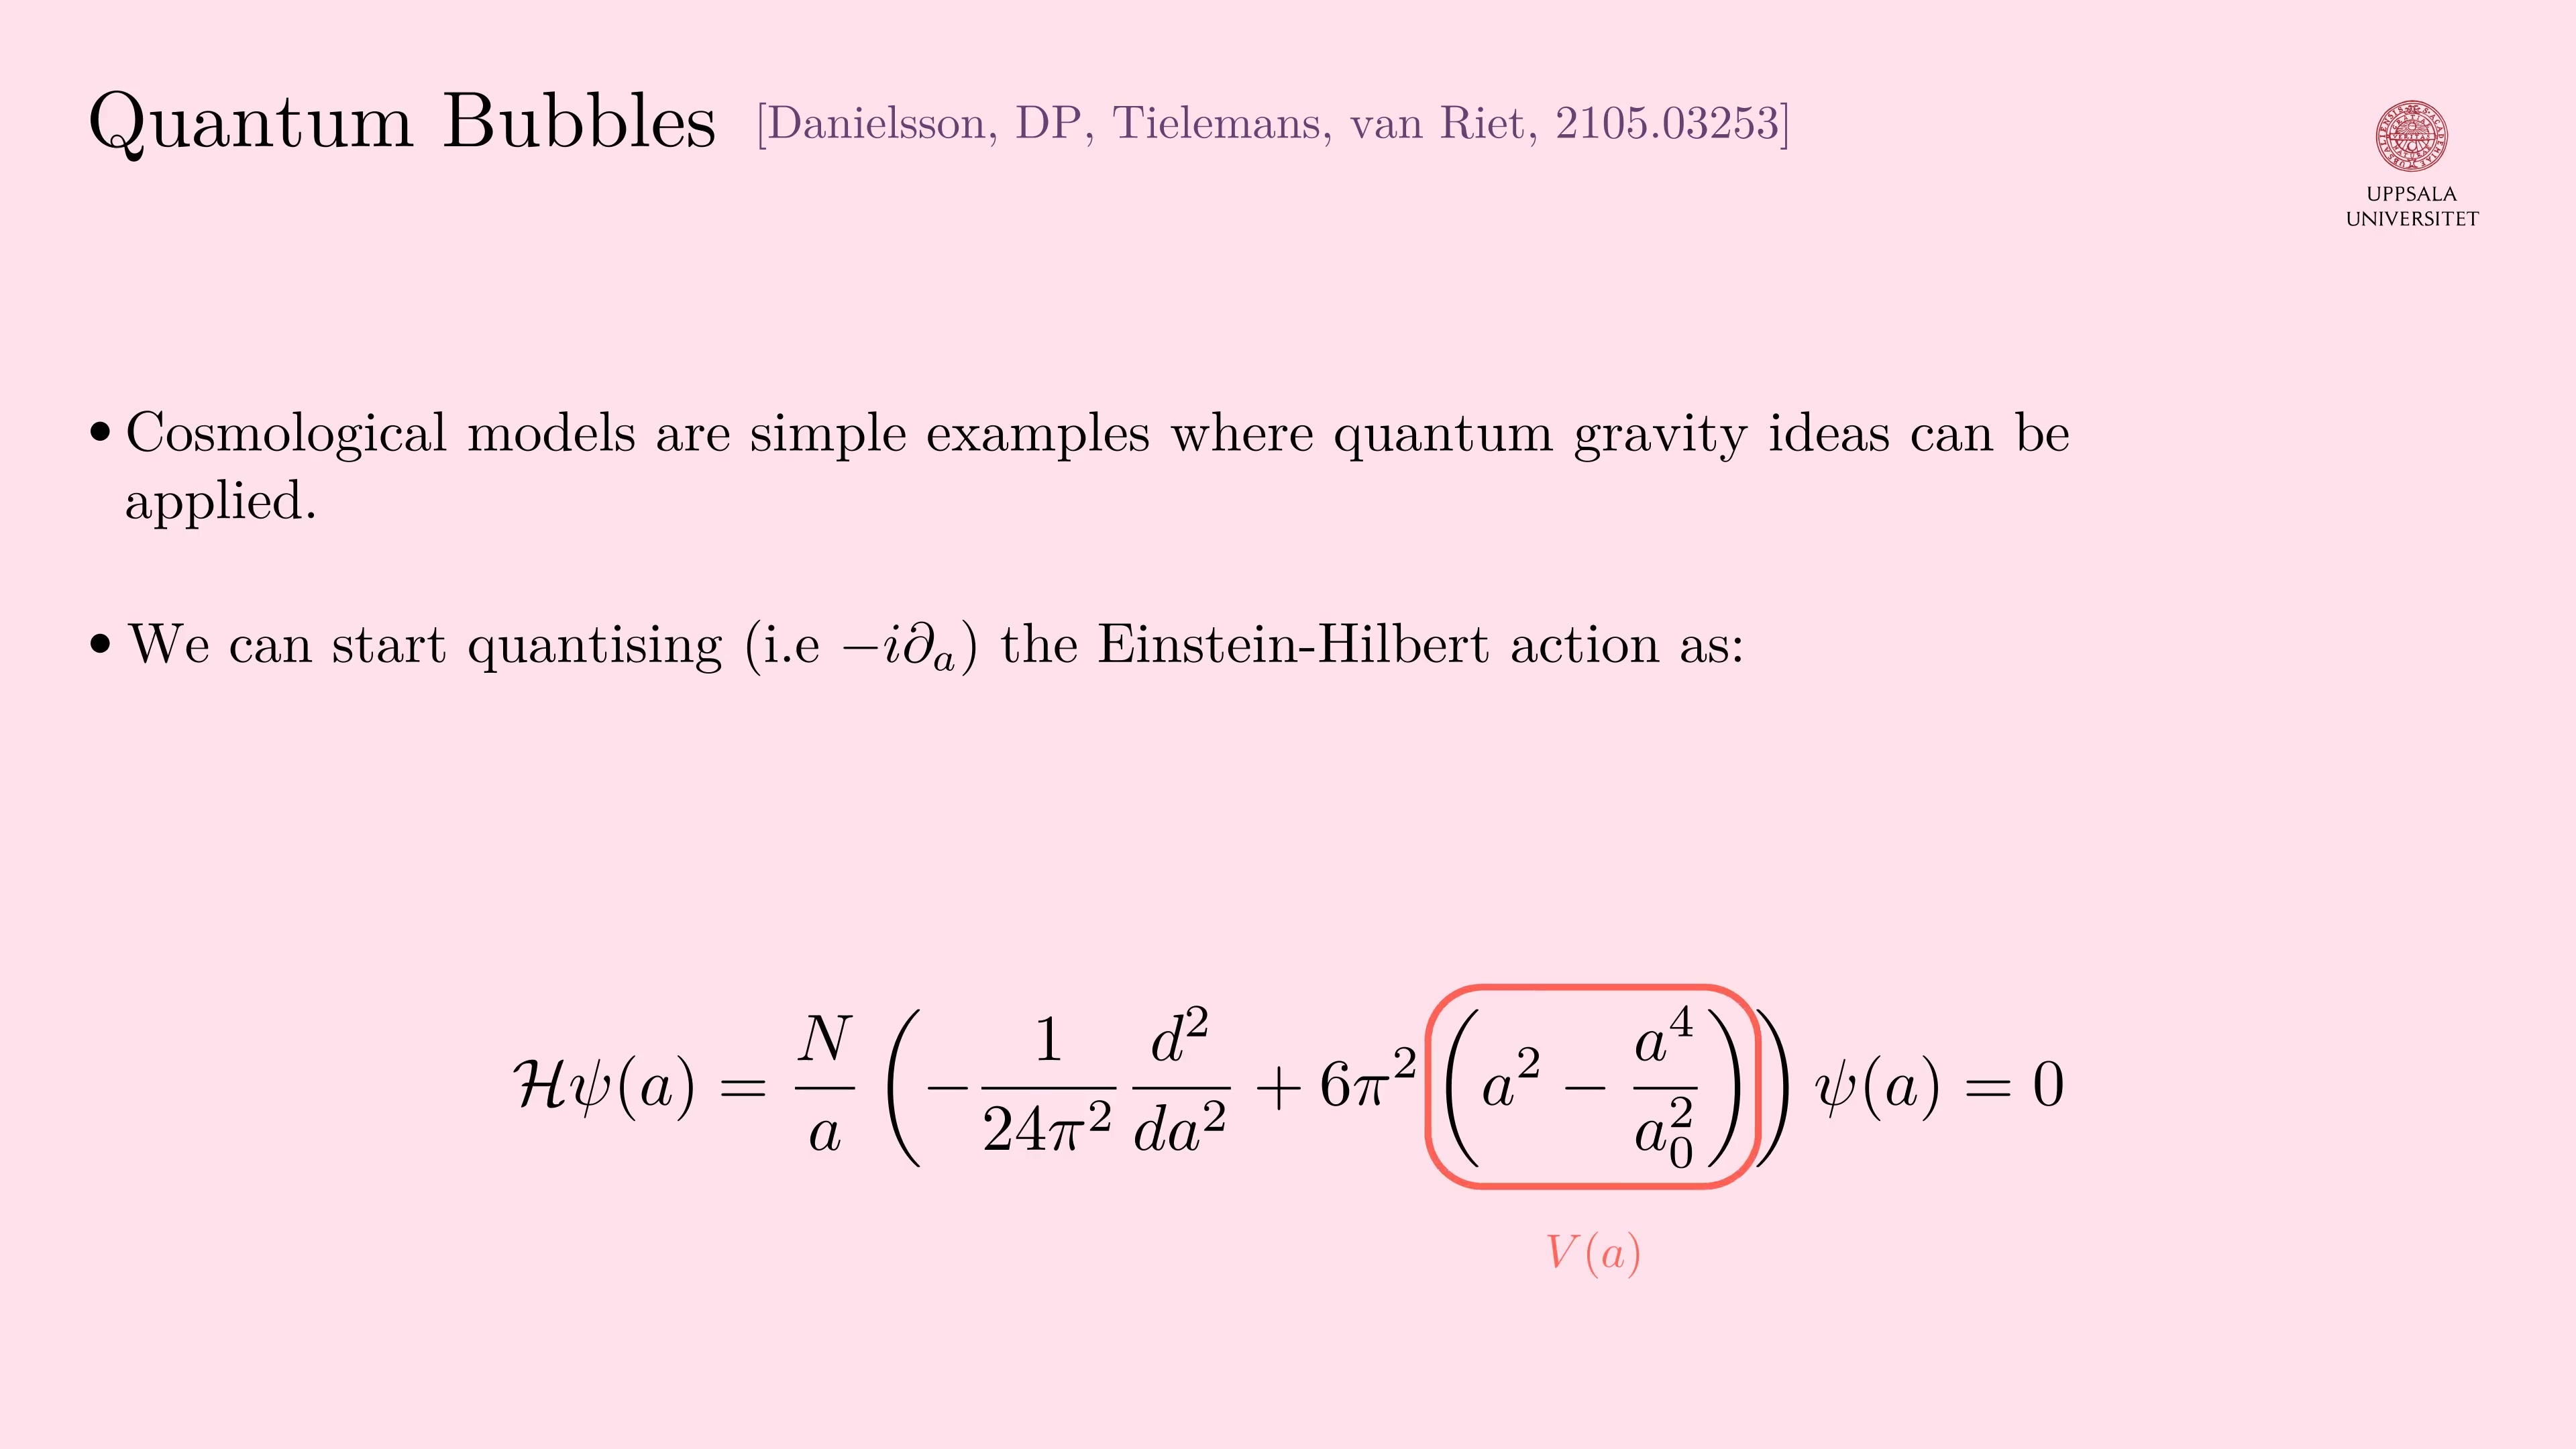 Quantum Bubbles [Danielsson, DP, Tielemans, van Riet, 2105.03253]
UPPSALA
UNIVERSITET
• Cosmological models are simple examples where quantum gravity ideas can be
applied.
• We can start quantising (i.e $-i\partial_a$) the Einstein-Hilbert action as:
$\mathcal{H}\psi(a) = \frac{N}{a}\left(-\frac{1}{24\pi^2}\frac{d^2}{da^2} + 6\pi^2\left(a^2 - \frac{a^4}{a_0^2}\right)\right)\psi(a) = 0$
$V(a)$